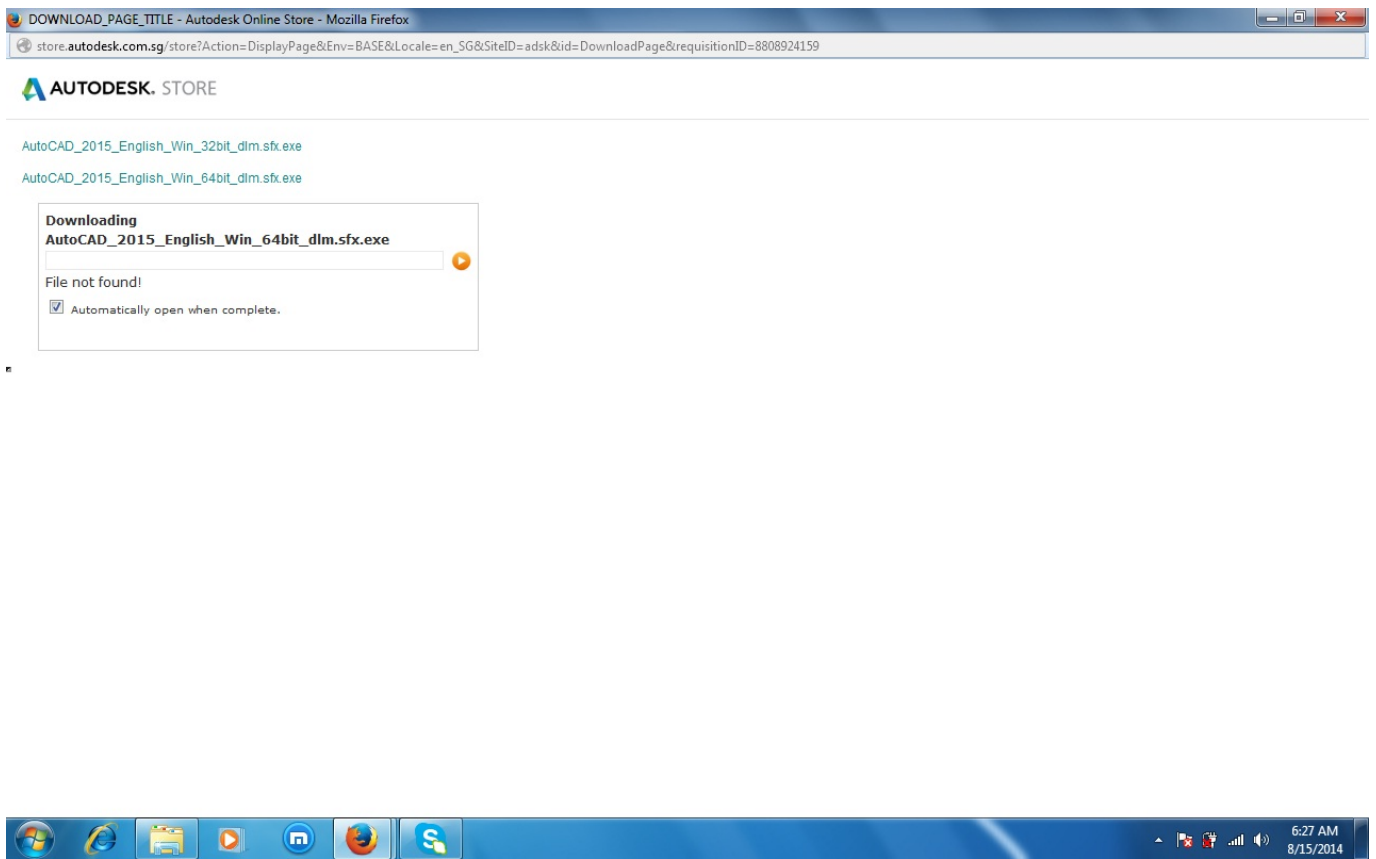 DOWNLOAD_PAGE_TITLE - Autodesk Online Store - Mozilla Firefox
store.autodesk.com.sg/store?Action=DisplayPage&Env=BASE&Locale=en_SG&SiteID=adsk&id=DownloadPage&requisitionID=8808924159
AUTODESK. STORE
AutoCAD_2015_English_Win_32bit_dlm.sfx.exe
AutoCAD_2015_English_Win_64bit_dlm.sfx.exe
Downloading
AutoCAD_2015_English_Win_64bit_dlm.sfx.exe
File not found!
Automatically open when complete.
6:27 AM
8/15/2014